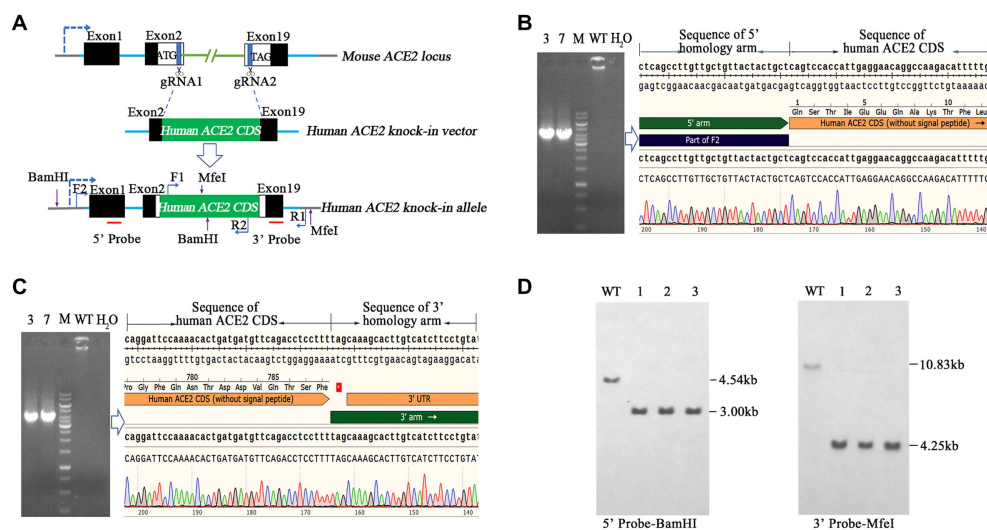 A
Exon1
Exon2
Exon19
ATG
TAG
Mouse ACE2 locus
gRNA1
gRNA2
Exon2
Exon19
Human ACE2 CDS
Human ACE2 knock-in vector
BamHI
F2
Exon1
Exon2
F1
MfeI
Exon19
Human ACE2 CDS
Human ACE2 knock-in allele
R1
R2
5' Probe
BamHI
3' Probe
MfeI
B
3 7 M WT H2O
Sequence of 5' homology arm
Sequence of human ACE2 CDS
ctcagccttgttgctgttactactgctcagtccaccattgaggaacaggccaagacatttttg
gagtcggaacaacgacaatgatgacgagtcaggtggtaactccttgtccggttctgtaaaaac
1 5 10
Gln Ser Thr Ile Glu Glu Gln Ala Lys Thr Phe Leu
5' arm
Human ACE2 CDS (without signal peptide)
Part of F2
ctcagccttgttgctgttactactgctcagtccaccattgaggaacaggccaagacatttttg
CTCAGCCTTGTTGCTGTTACTACTGCTCAGTCCACCATTGAGGAACAGGCCAAGACATTTTTG
200 190 180 170 160 150 140
C
3 7 M WT H2O
Sequence of human ACE2 CDS
Sequence of 3' homology arm
caggattccaaaacactgatgatgttcagacctccttttagcaaagcacttgtcatcttcctgtat
gtcctaaggttttgtgactactacaagtctggaggaaaatcgtttcgtgaacagtagaaggacata
780 785
Pro Gly Phe Gln Asn Thr Asp Asp Val Gln Thr Ser Phe
Human ACE2 CDS (without signal peptide)
3' UTR
3' arm
caggattccaaaacactgatgatgttcagacctccttttagcaaagcacttgtcatcttcctgtat
CAGGATTCCAAAACACTGATGATGTTCAGACCTCCTTTTAGCAAAGCACTTGTCATCTTCCTGTAT
200 190 180 170 160 150 140
D
WT 1 2 3
4.54kb
3.00kb
5' Probe-BamHI
WT 1 2 3
10.83kb
4.25kb
3' Probe-MfeI